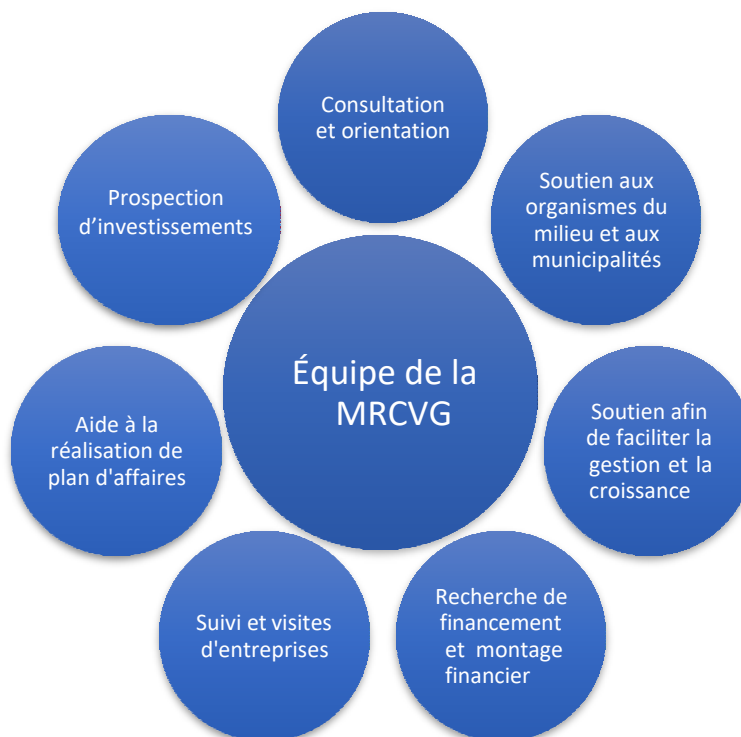 Consultation
et orientation
Soutien aux
organismes du
milieu et aux
municipalités
Soutien afin
de faciliter la
gestion et la
croissance
Recherche de
financement
et montage
financier
Suivi et visites
d'entreprises
Aide à la
réalisation de
plan d'affaires
Prospection
d’investissements
Équipe de la
MRCVG